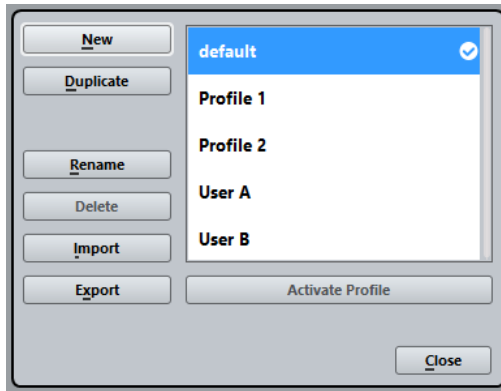 New
Duplicate
Rename
Delete
Import
Export
default
Profile 1
Profile 2
User A
User B
Activate Profile
Close